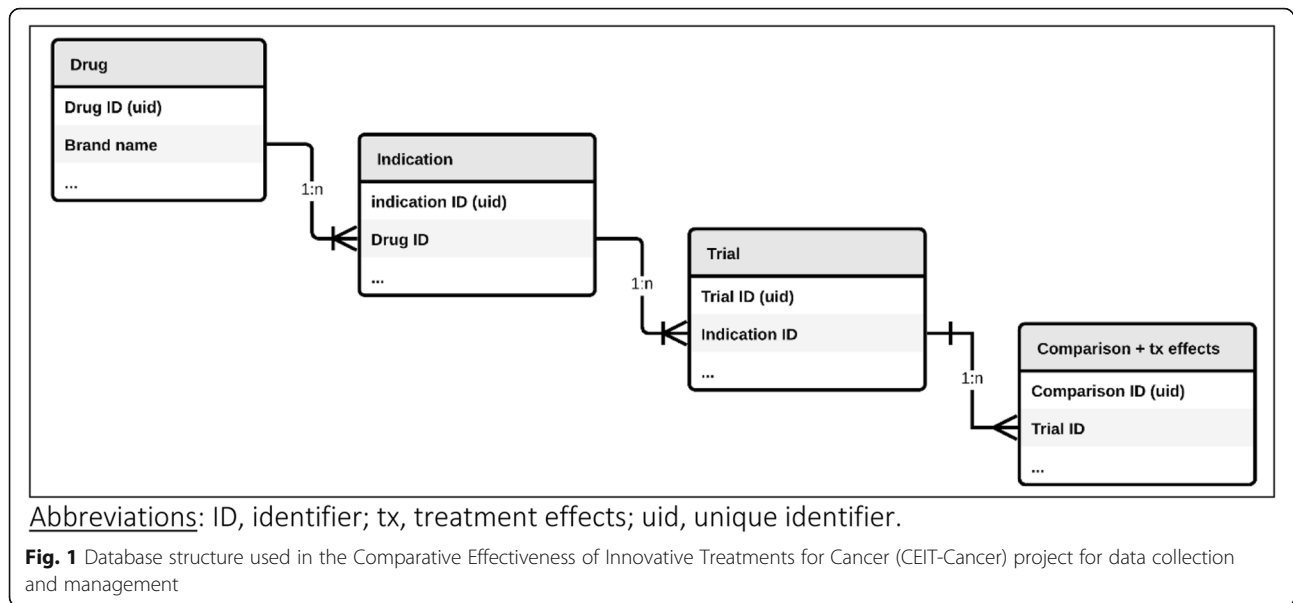 Drug
Drug ID (uid)
Brand name
...
1:n
Indication
indication ID (uid)
Drug ID
...
1:n
Trial
Trial ID (uid)
Indication ID
...
1:n
Comparison + tx effects
Comparison ID (uid)
Trial ID
...
Abbreviations: ID, identifier; tx, treatment effects; uid, unique identifier.
Fig. 1 Database structure used in the Comparative Effectiveness of Innovative Treatments for Cancer (CEIT-Cancer) project for data collection
and management